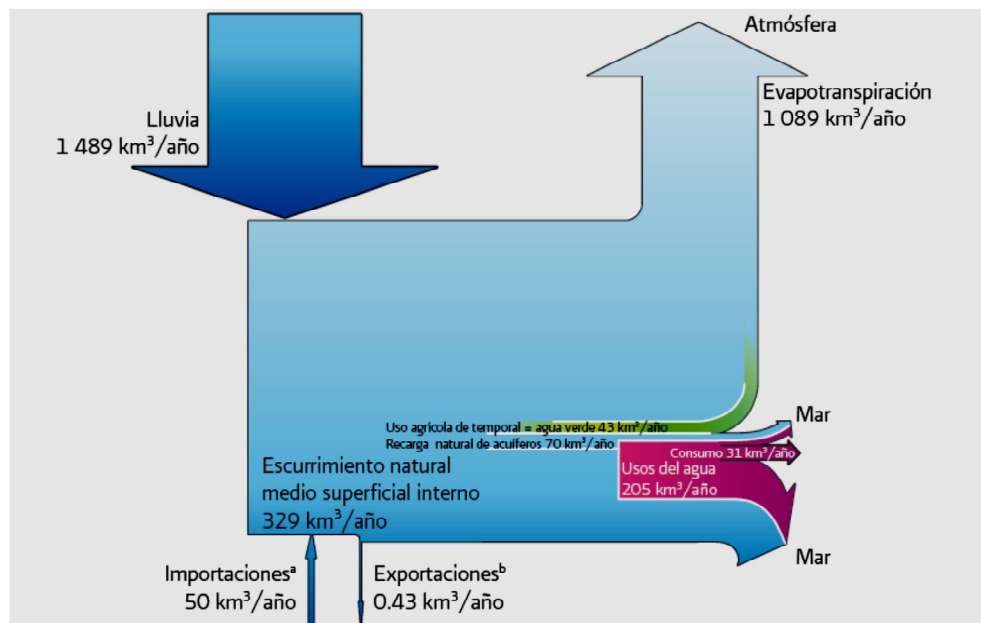 Atmósfera
Lluvia
1 489 km³/año
Evapotranspiración
1 089 km³/año
Mar
Uso agrícola de temporal = agua verde 43 km³/año
Recarga natural de acuíferos 70 km³/año
Consumo 31 km³/año
Usos del agua
205 km³/año
Escurrimiento natural
medio superficial interno
329 km³/año
Mar
Importacionesᵃ
50 km³/año
Exportacionesᵇ
0.43 km³/año